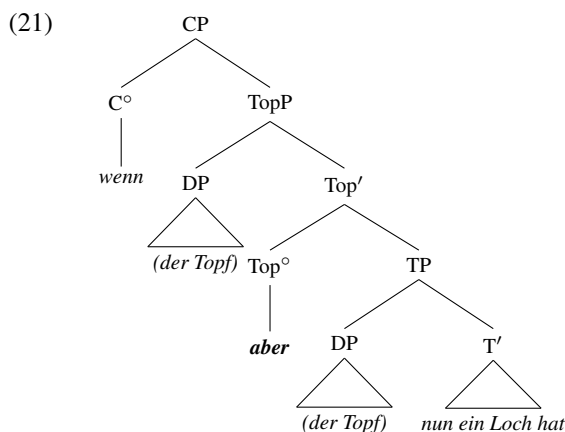 (21)
CP
C° TopP
wenn DP Top′
(der Topf) Top° TP
aber DP T′
(der Topf) nun ein Loch hat